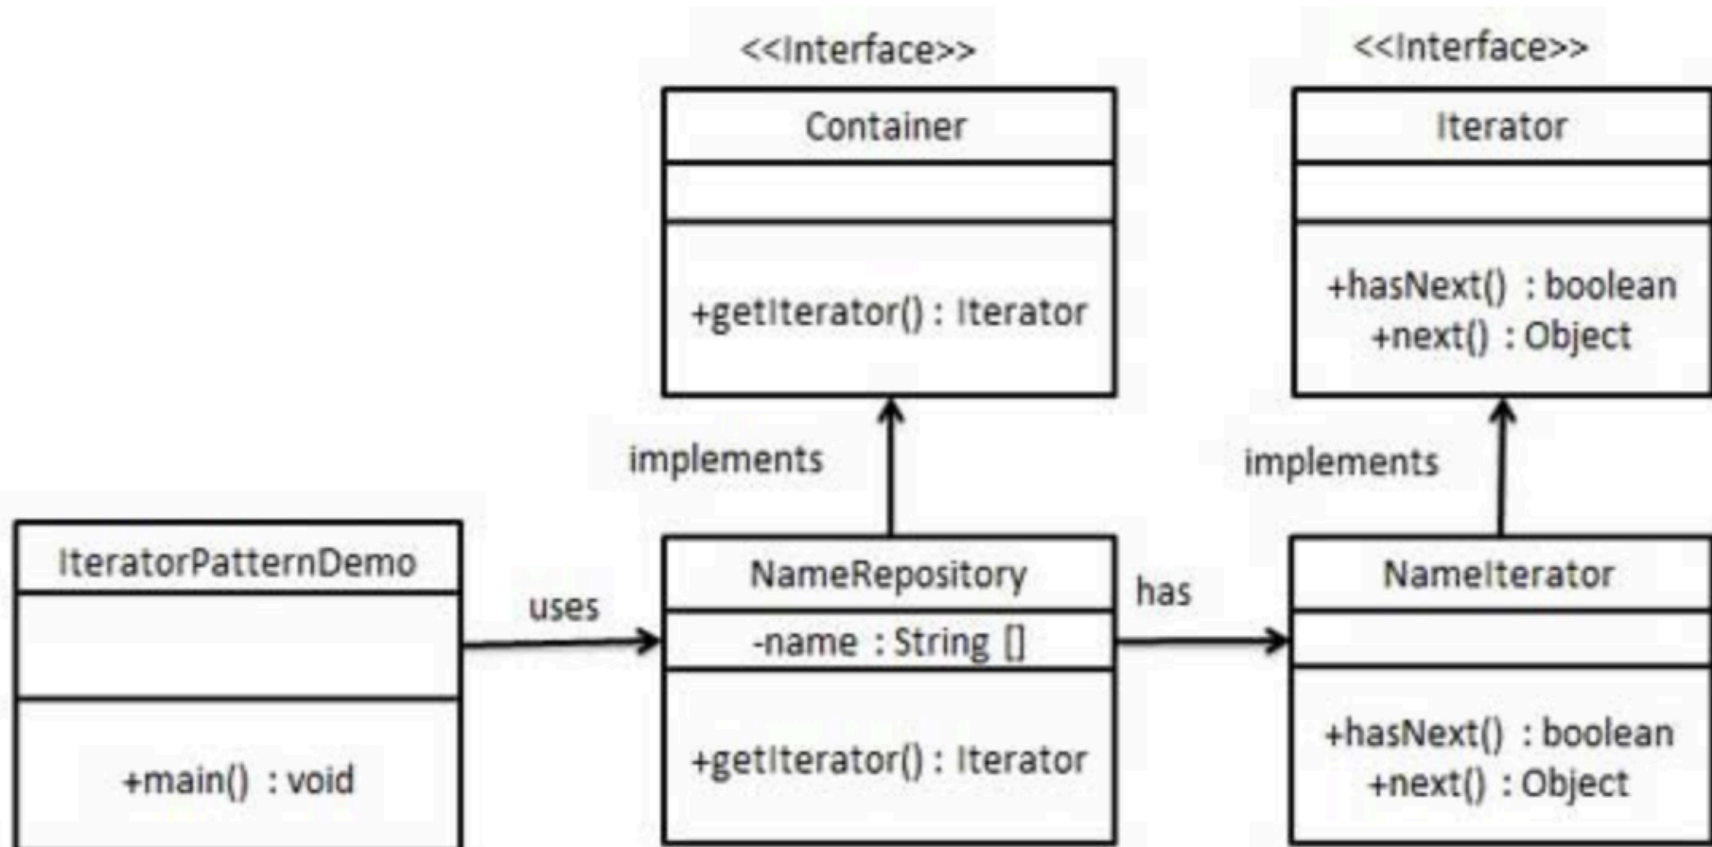 <<Interface>>
Container
+getIterator() : Iterator
<<Interface>>
Iterator
+hasNext() : boolean
+next() : Object
implements
implements
IteratorPatternDemo
+main() : void
uses
NameRepository
-name : String []
+getIterator() : Iterator
has
NameIterator
+hasNext() : boolean
+next() : Object